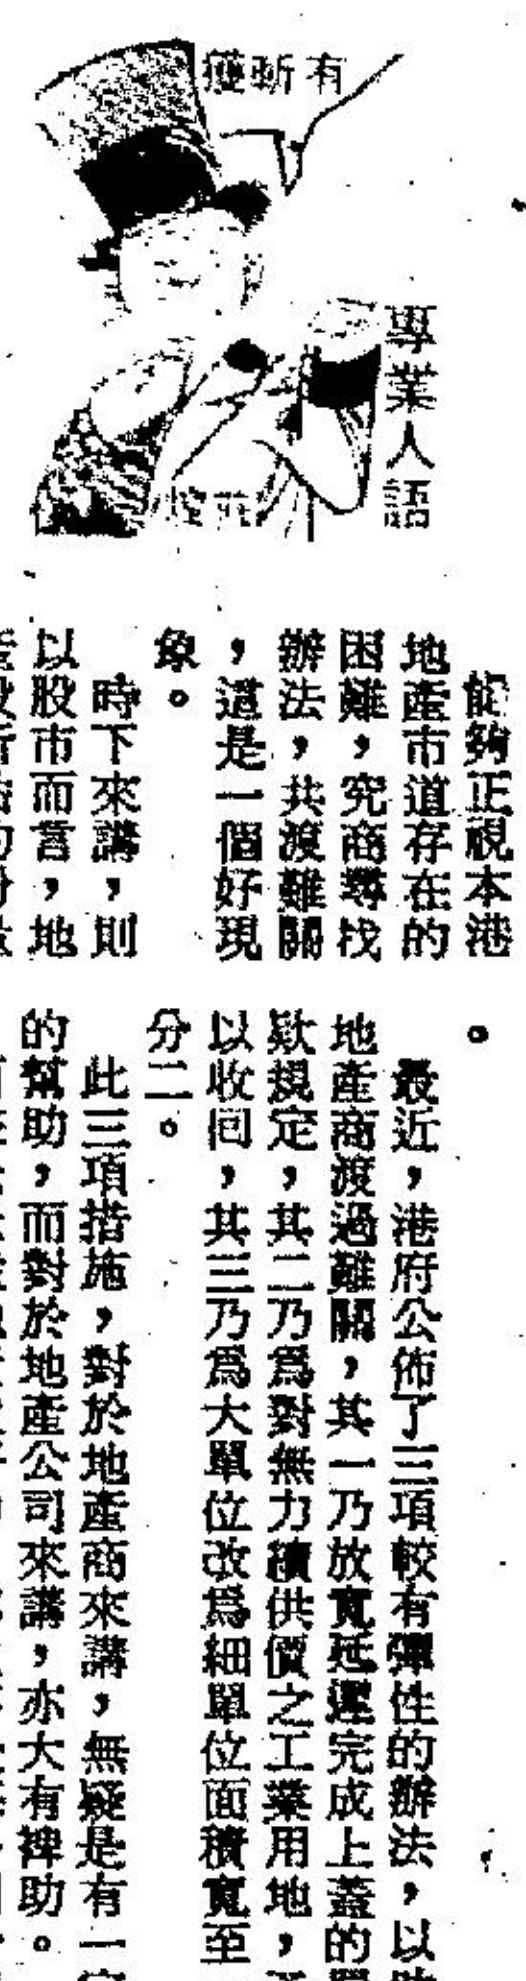 有斬獲
專業人語
能夠正視本港
地產市道存在的
困難,究商尋找
辦法,共渡難關
,這是一個好現
象。
時下來講,則
以股市而言,地
。
最近,港府公佈了三項較有彈性的辦法,以
地產商渡過難關,其一乃放寬延遲完成上蓋的
欵規定,其二乃爲對無力續供價之工業用地,
以收回,其三乃爲大單位改爲細單位面積寬至
分二。
此三項措施,對於地產商來講,無疑是有一
的幫助,而對於地產公司來講,亦大有裨助。